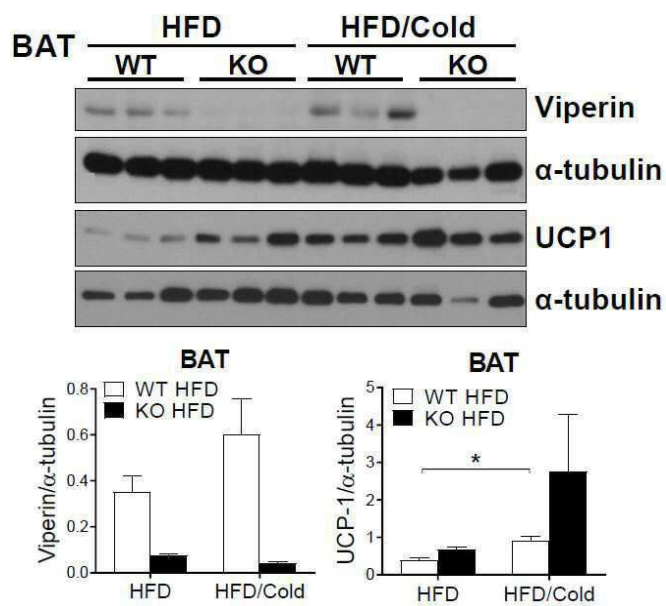 BAT
HFD HFD/Cold
WT KO WT KO
Viperin
α-tubulin
UCP1
α-tubulin
BAT
WT HFD
KO HFD
Viperin/α-tubulin
0.8
0.6
0.4
0.2
0.0
HFD HFD/Cold
BAT
WT HFD
KO HFD
UCP-1/α-tubulin
5
4
3
2
1
0
*
HFD HFD/Cold